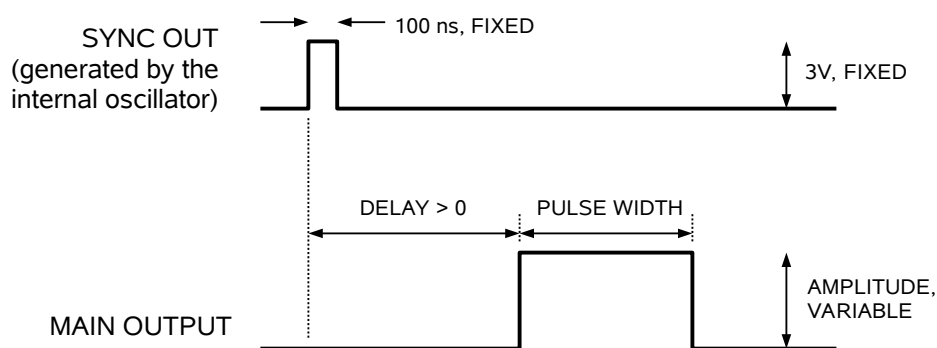 100 ns, FIXED
SYNC OUT
(generated by the
internal oscillator)
3V, FIXED
DELAY > 0
PULSE WIDTH
AMPLITUDE,
VARIABLE
MAIN OUTPUT